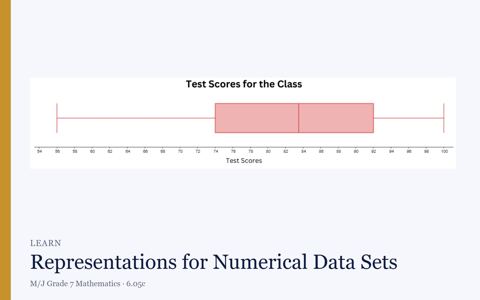 Test Scores for the Class
54 56 58 60 62 64 66 68 70 72 74 76 78 80 82 84 86 88 90 92 94 96 98 100
Test Scores
LEARN
Representations for Numerical Data Sets
M/J Grade 7 Mathematics · 6.05c